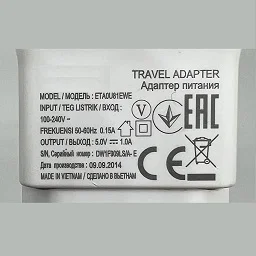 TRAVEL ADAPTER
Адаптер питания
MODEL / МОДЕЛЬ : ETA0U81EWE
INPUT / TEG LISTRIK / ВХОД :
100-240V ~
FREKUENSI 50-60Hz 0.15A
OUTPUT / ВЫХОД : 5.0V 1.0A
S/N, Серийный номер : DW1F909LS/A- E
Дата производства : 09.09.2014
MADE IN VIETNAM / СДЕЛАНО В ВЬЕТНАМ
V
EAC
CE